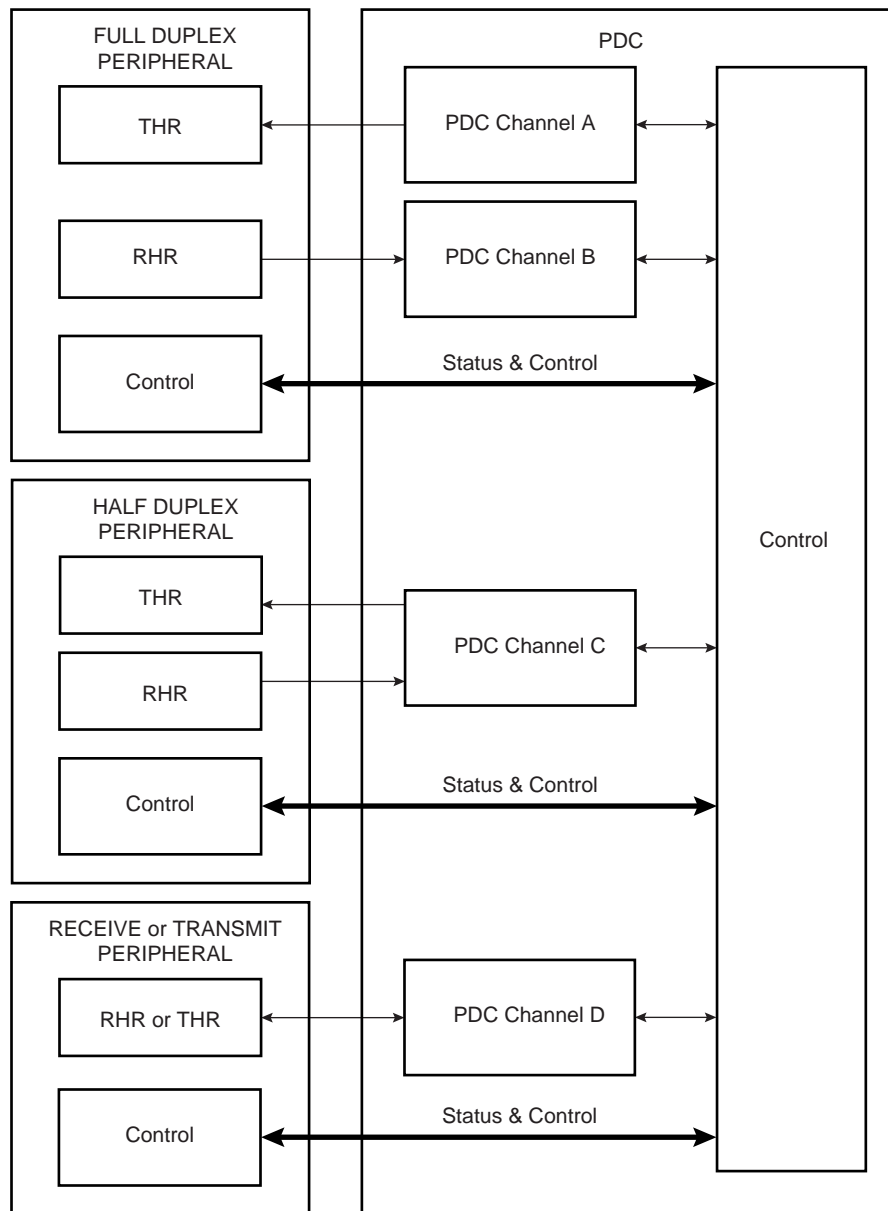 FULL DUPLEX
PERIPHERAL
PDC
THR
PDC Channel A
RHR
PDC Channel B
Control
Status & Control
HALF DUPLEX
PERIPHERAL
Control
THR
PDC Channel C
RHR
Control
Status & Control
RECEIVE or TRANSMIT
PERIPHERAL
RHR or THR
PDC Channel D
Control
Status & Control